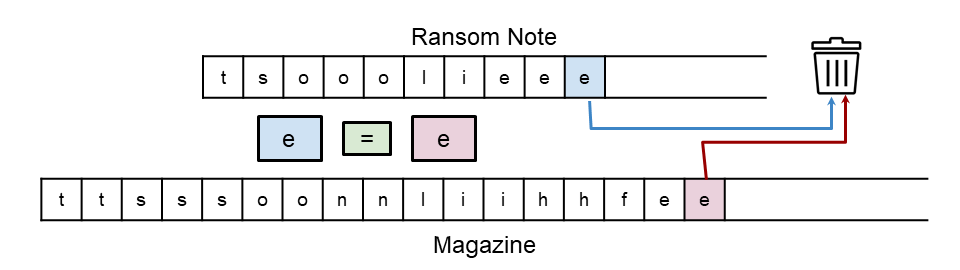 Ransom Note
t s o o o l i e e e
e = e
t t s s s o o n n l i i h h f e e
Magazine